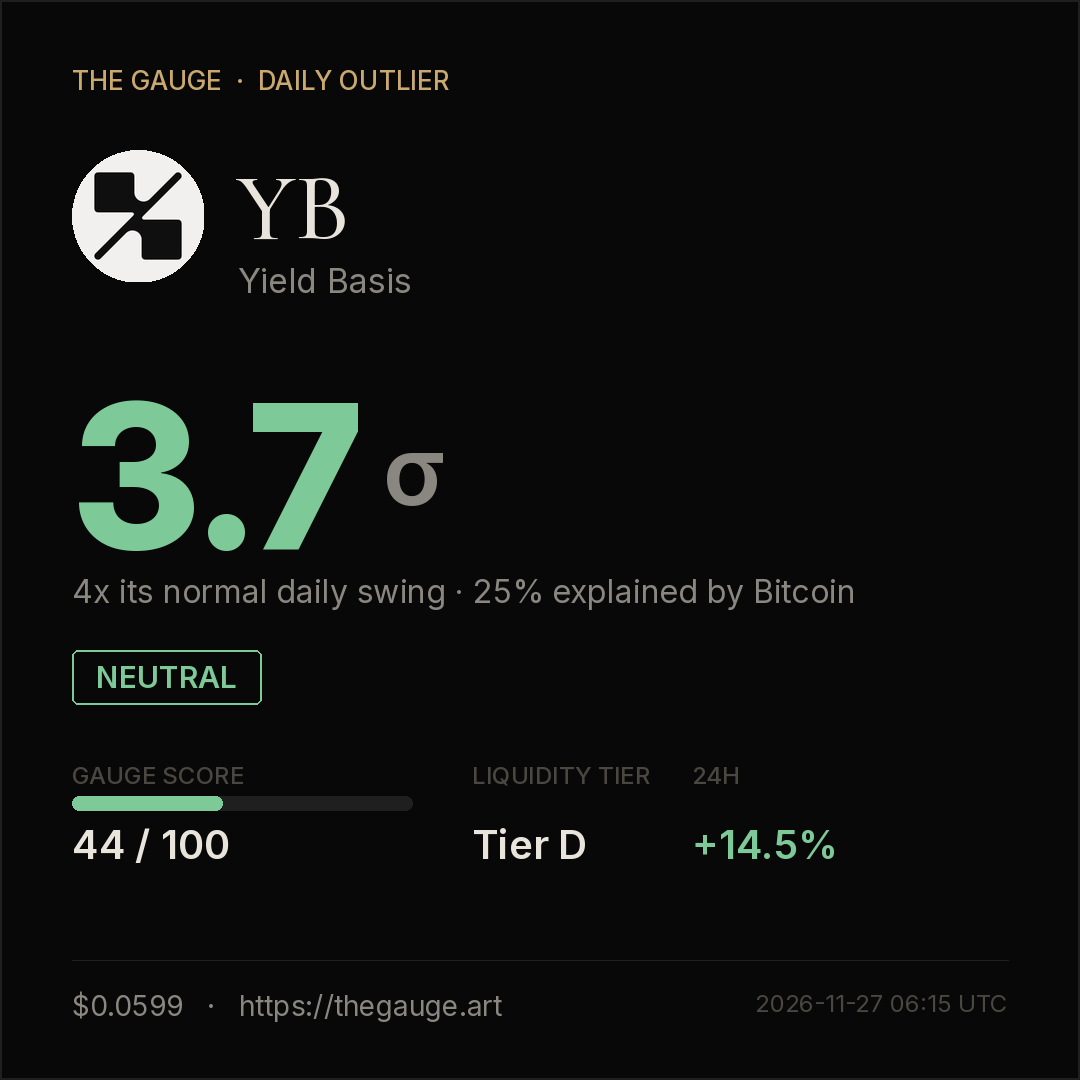 THE GAUGE · DAILY OUTLIER
YB
Yield Basis
3.7 σ
4x its normal daily swing · 25% explained by Bitcoin
NEUTRAL
GAUGE SCORE LIQUIDITY TIER 24H
44 / 100 Tier D +14.5%
$0.0599 · https://thegauge.art 2026-11-27 06:15 UTC